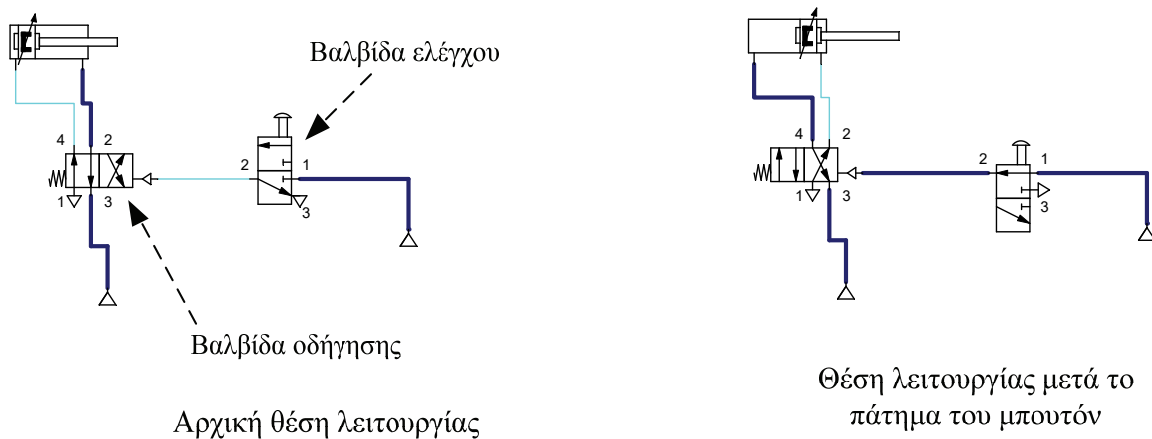 Βαλβίδα ελέγχου
4 2
1 3
2 1
3
Βαλβίδα οδήγησης
Αρχική θέση λειτουργίας
4 2
1 3
2 1
3
Θέση λειτουργίας μετά το
πάτημα του μπουτόν